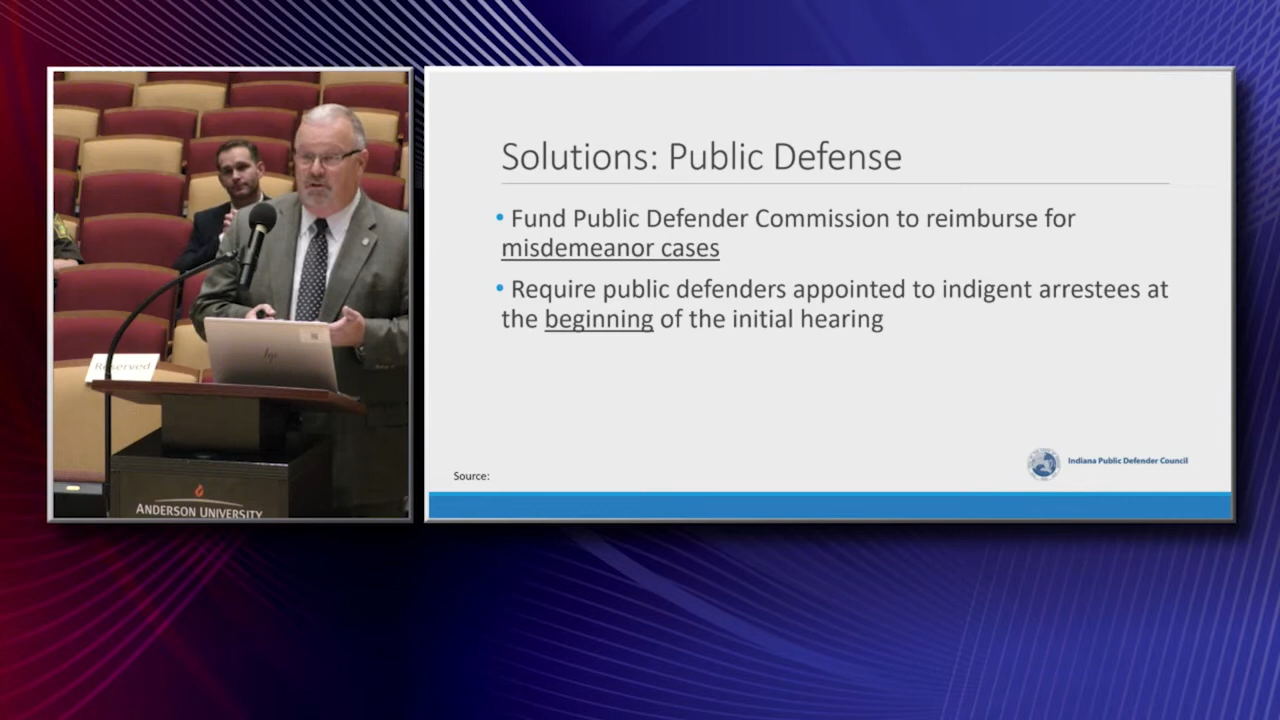 Solutions: Public Defense
• Fund Public Defender Commission to reimburse for
misdemeanor cases
• Require public defenders appointed to indigent arrestees at
the beginning of the initial hearing
Source:
Indiana Public Defender Council
Reserved
hp
ANDERSON UNIVERSITY